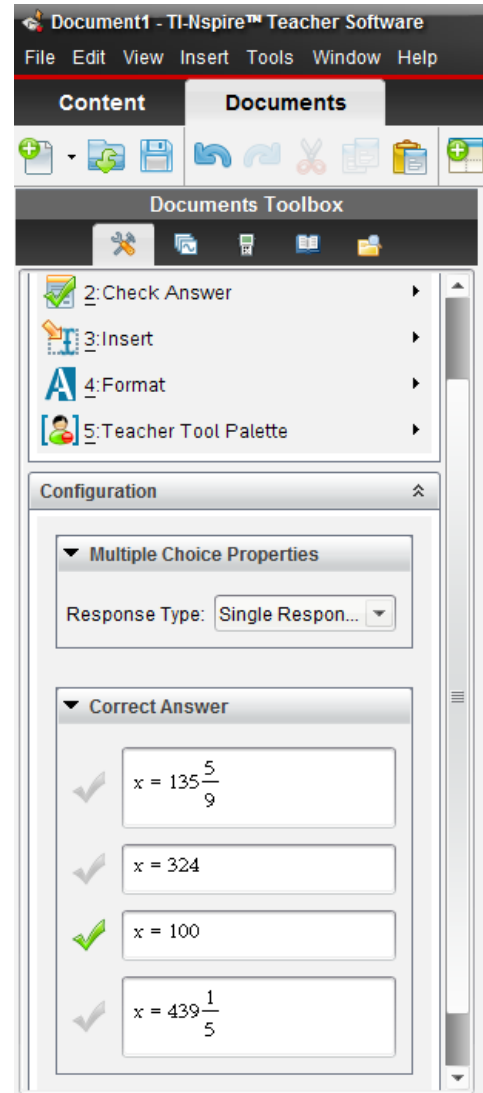 Document1 - TI-Nspire™ Teacher Software
File Edit View Insert Tools Window Help
Content Documents
Documents Toolbox
2:Check Answer
3:Insert
4:Format
5:Teacher Tool Palette
Configuration
Multiple Choice Properties
Response Type: Single Respon...
Correct Answer
x = 135 5/9
x = 324
x = 100
x = 439 1/5